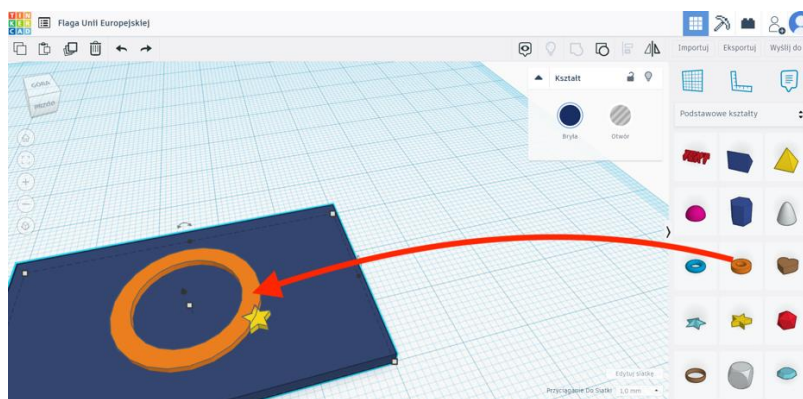 TIN
KER
CAD
Flaga Unii Europejskiej
Importuj Eksportuj Wyślij do
GÓRA
PRZÓD
Kształt
Bryła Otwór
Podstawowe kształty
TEXT
Edytuj siatkę
Przyciąganie Do Siatki 1,0 mm